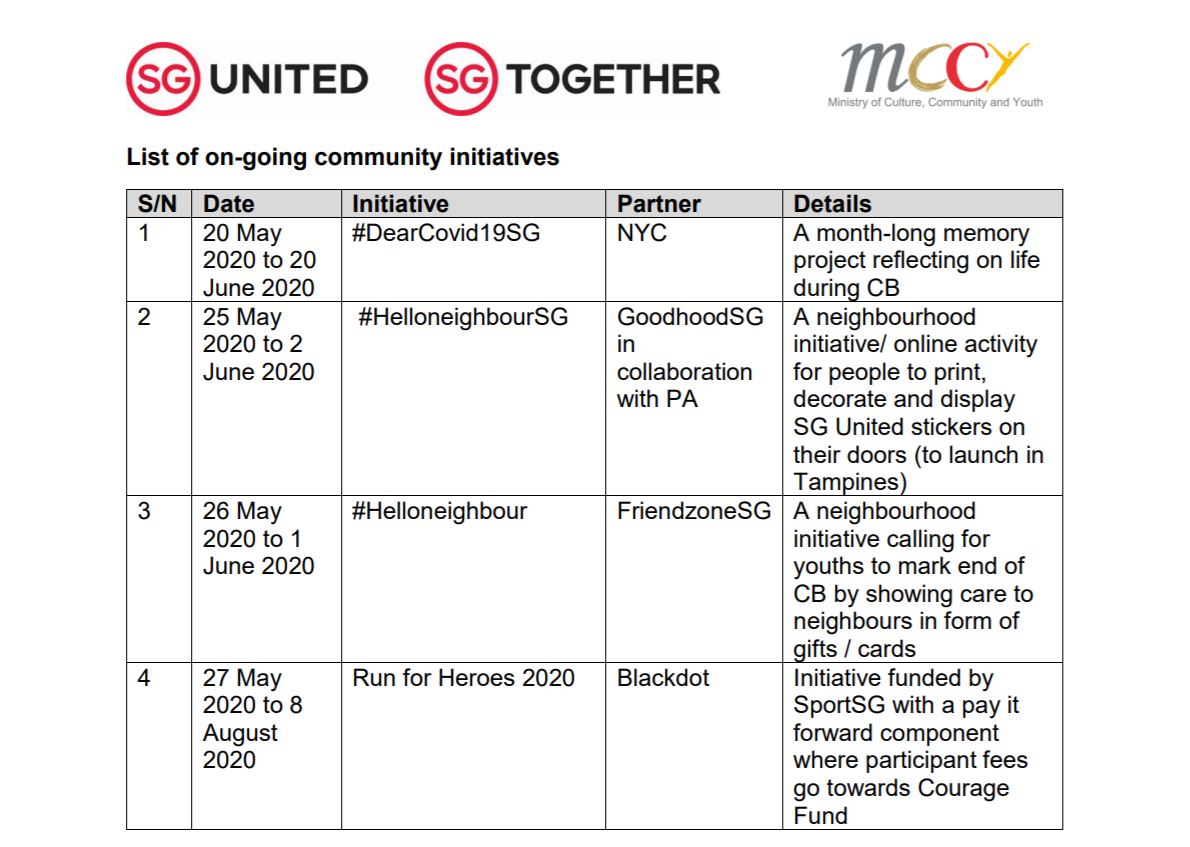 SG UNITED
SG TOGETHER
mccy
Ministry of Culture, Community and Youth
List of on-going community initiatives
S/N Date Initiative Partner Details
1
20 May
2020 to 20
June 2020
#DearCovid19SG
NYC
A month-long memory
project reflecting on life
during CB
2
25 May
2020 to 2
June 2020
#HelloneighbourSG
GoodhoodSG
in
collaboration
with PA
A neighbourhood
initiative/ online activity
for people to print,
decorate and display
SG United stickers on
their doors (to launch in
Tampines)
3
26 May
2020 to 1
June 2020
#Helloneighbour
FriendzoneSG
A neighbourhood
initiative calling for
youths to mark end of
CB by showing care to
neighbours in form of
gifts / cards
4
27 May
2020 to 8
August
2020
Run for Heroes 2020
Blackdot
Initiative funded by
SportSG with a pay it
forward component
where participant fees
go towards Courage
Fund